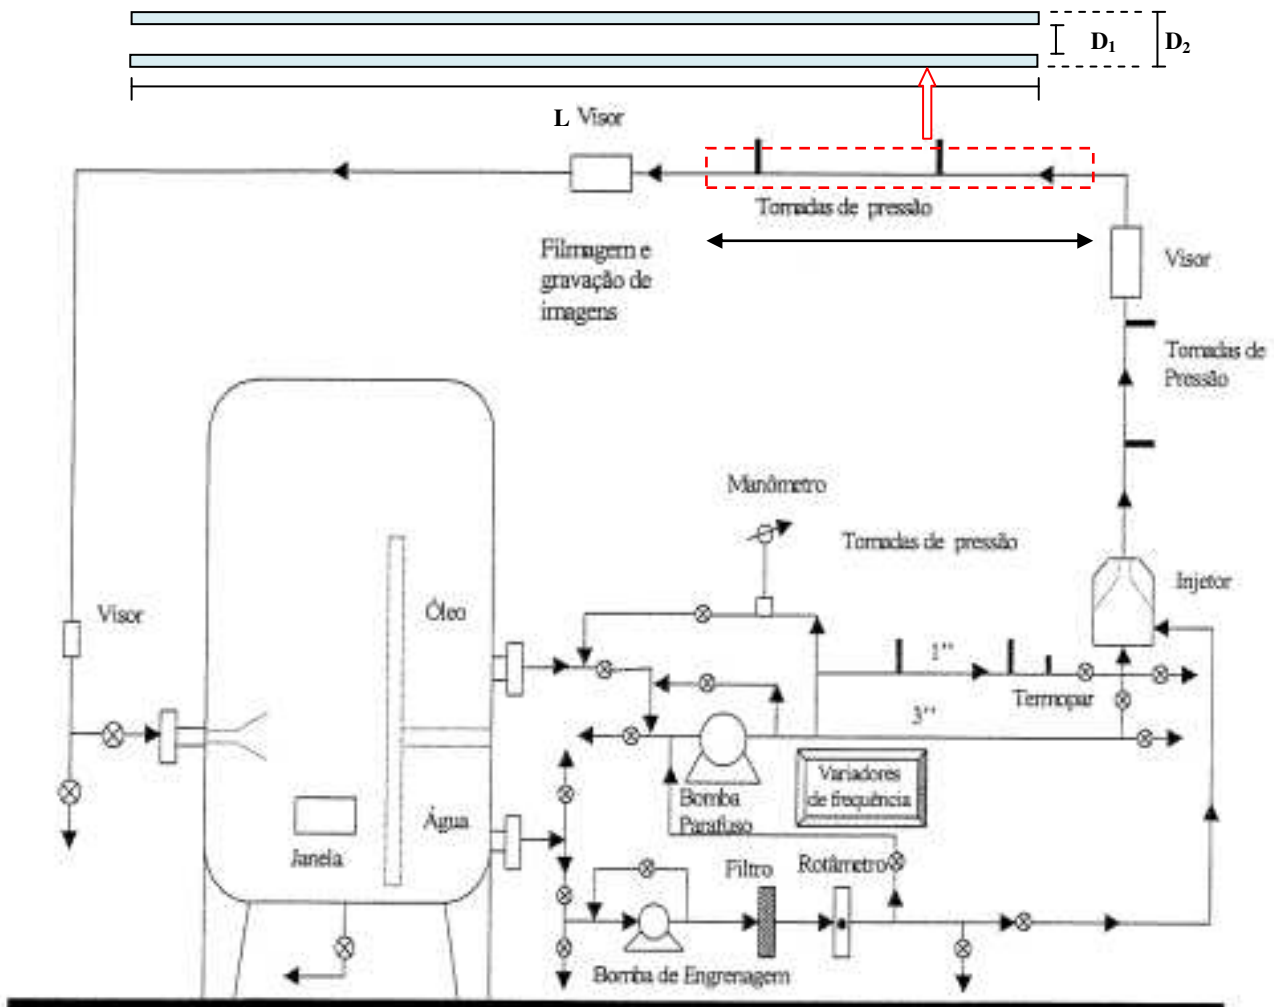 D1 D2
L Visor
Tomadas de pressão
Filmagem e
gravação de
imagens
Visor
Tomadas de
Pressão
Manômetro
Tomadas de pressão
Injetor
Visor
Óleo
1''
Termopar
3''
Variadores
de frequência
Bomba
Parafuso
Água
Janela
Filtro
Rotâmetro
Bomba de Engrenagem